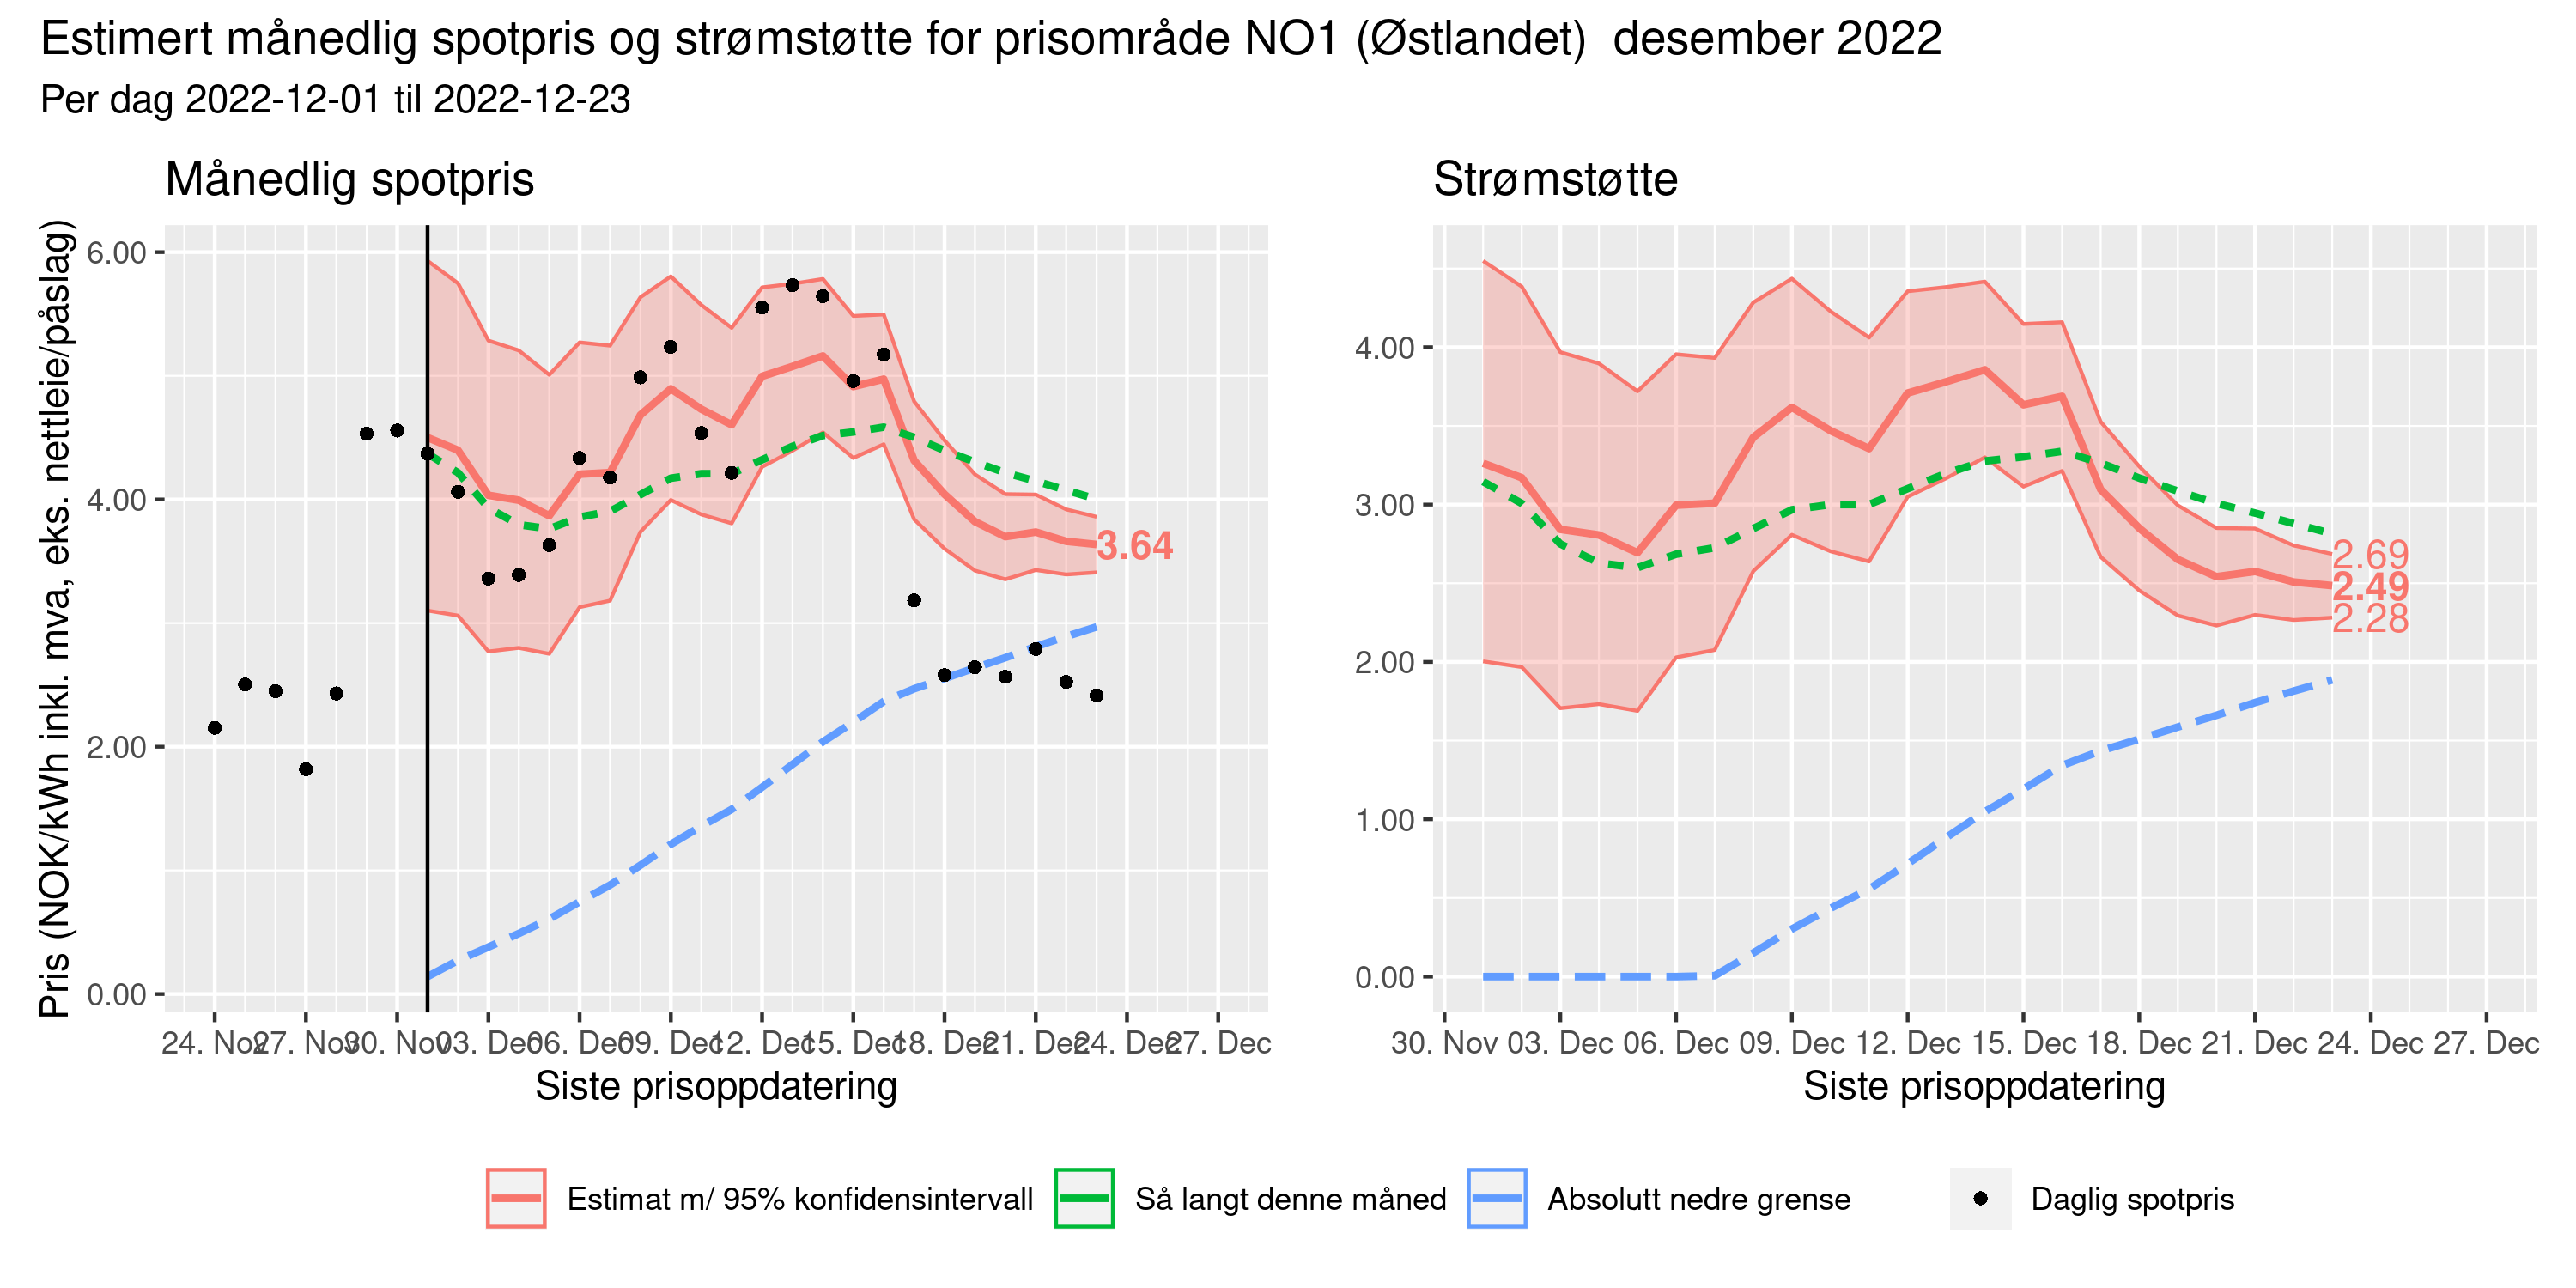 Estimert månedlig spotpris og strømstøtte for prisområde NO1 (Østlandet)  desember 2022
Per dag 2022-12-01 til 2022-12-23
Månedlig spotpris
Pris (NOK/kWh inkl. mva, eks. nettleie/påslag)
6.00
4.00
2.00
0.00
3.64
24. Nov 27. Nov 30. Nov 03. Dec 06. Dec 09. Dec 12. Dec 15. Dec 18. Dec 21. Dec 24. Dec 27. Dec
Siste prisoppdatering
Strømstøtte
4.00
3.00
2.00
1.00
0.00
2.69
2.49
2.28
30. Nov 03. Dec 06. Dec 09. Dec 12. Dec 15. Dec 18. Dec 21. Dec 24. Dec 27. Dec
Siste prisoppdatering
Estimat m/ 95% konfidensintervall Så langt denne måned Absolutt nedre grense Daglig spotpris